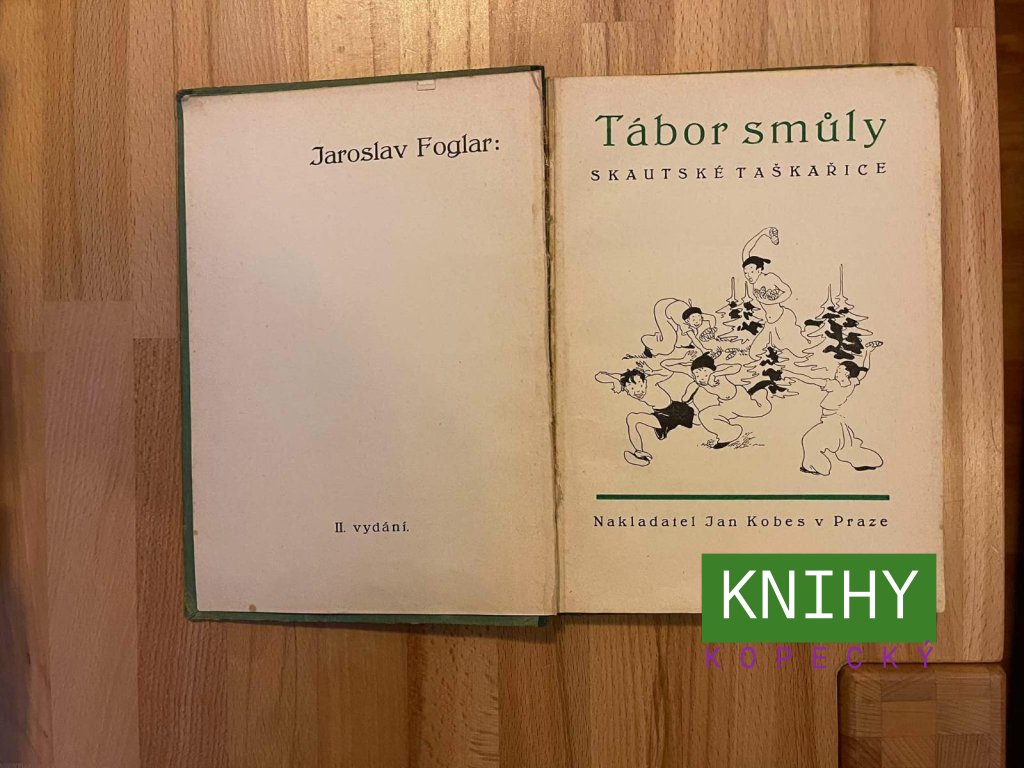 Jaroslav Foglar:
II. vydání.
Tábor smůly
SKAUTSKÉ TAŠKAŘICE
Nakladatel Jan Kobes v Praze
KNIHY
KOPECKÝ